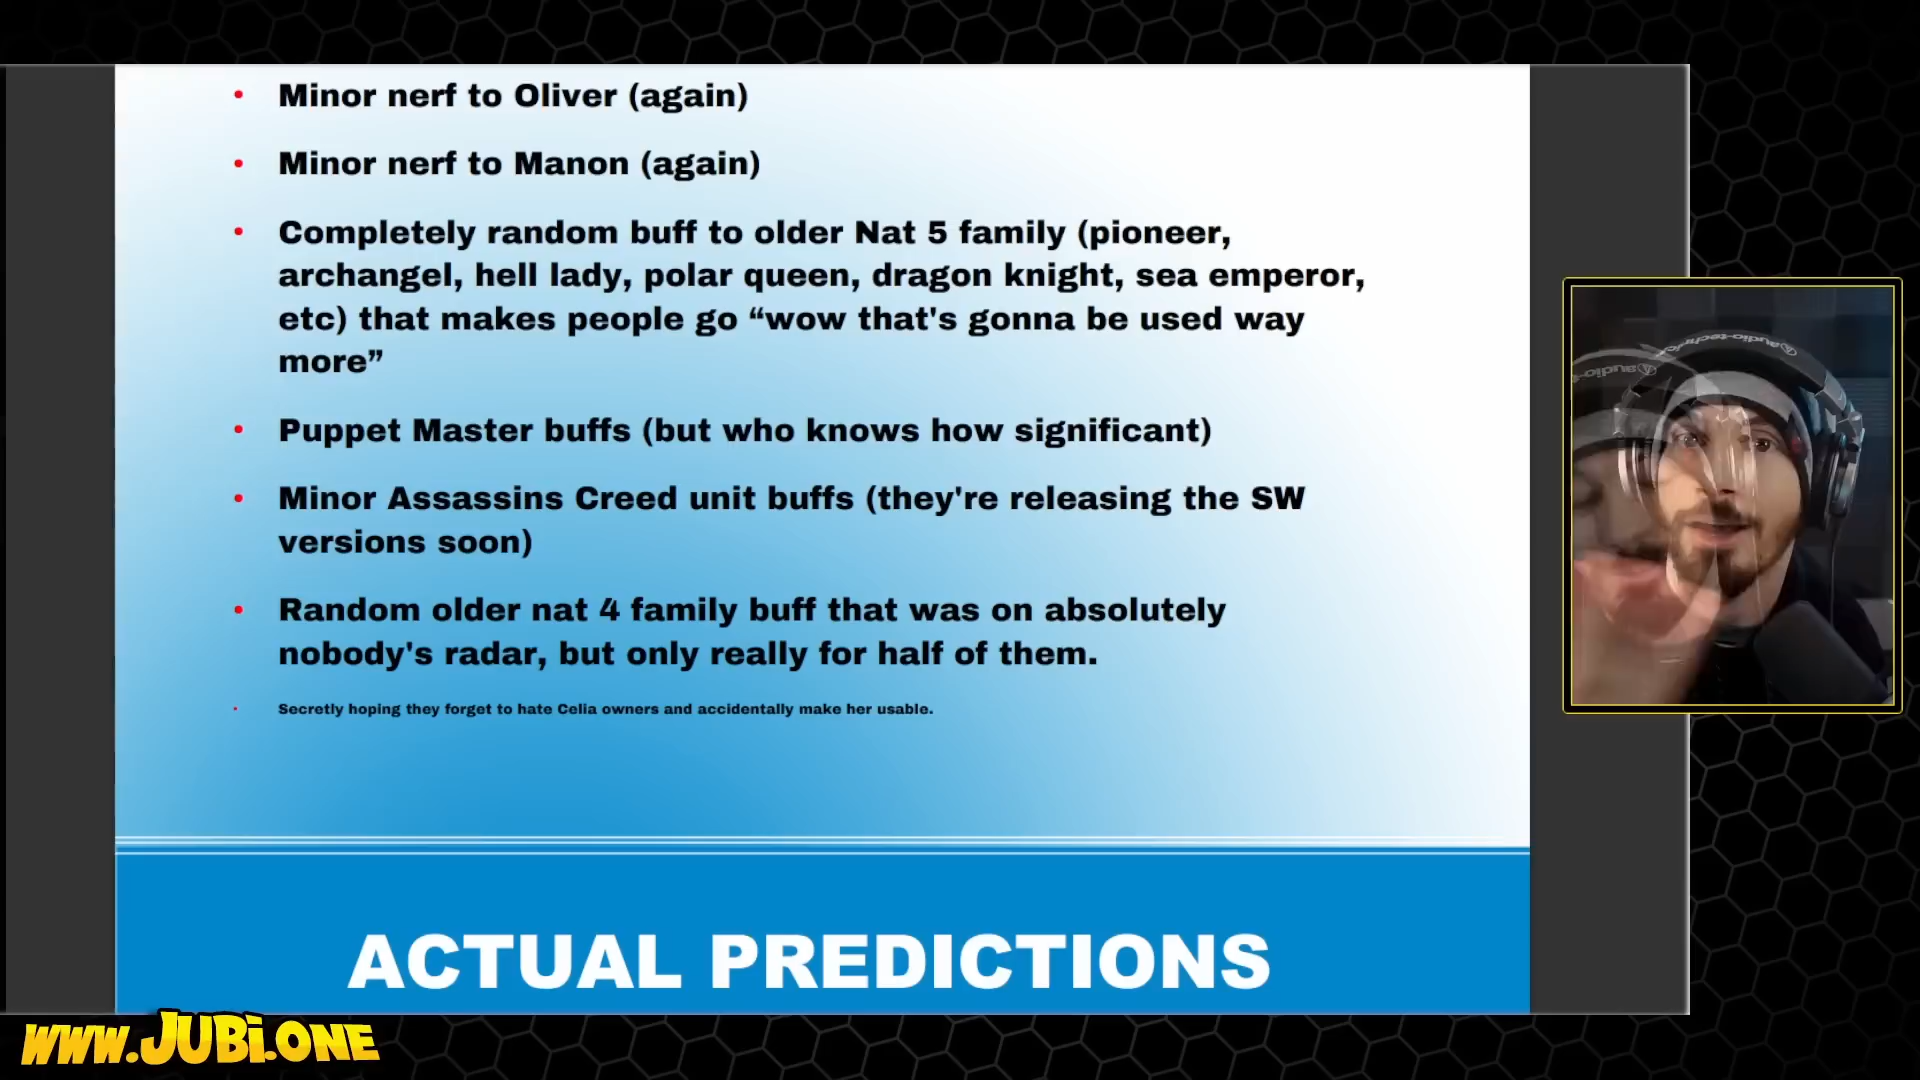 Minor nerf to Oliver (again)
Minor nerf to Manon (again)
Completely random buff to older Nat 5 family (pioneer,
archangel, hell lady, polar queen, dragon knight, sea emperor,
etc) that makes people go “wow that's gonna be used way
more”
Puppet Master buffs (but who knows how significant)
Minor Assassins Creed unit buffs (they're releasing the SW
versions soon)
Random older nat 4 family buff that was on absolutely
nobody's radar, but only really for half of them.
Secretly hoping they forget to hate Celia owners and accidentally make her usable.
ACTUAL PREDICTIONS
audio-technica
WWW.JUBi.ONE